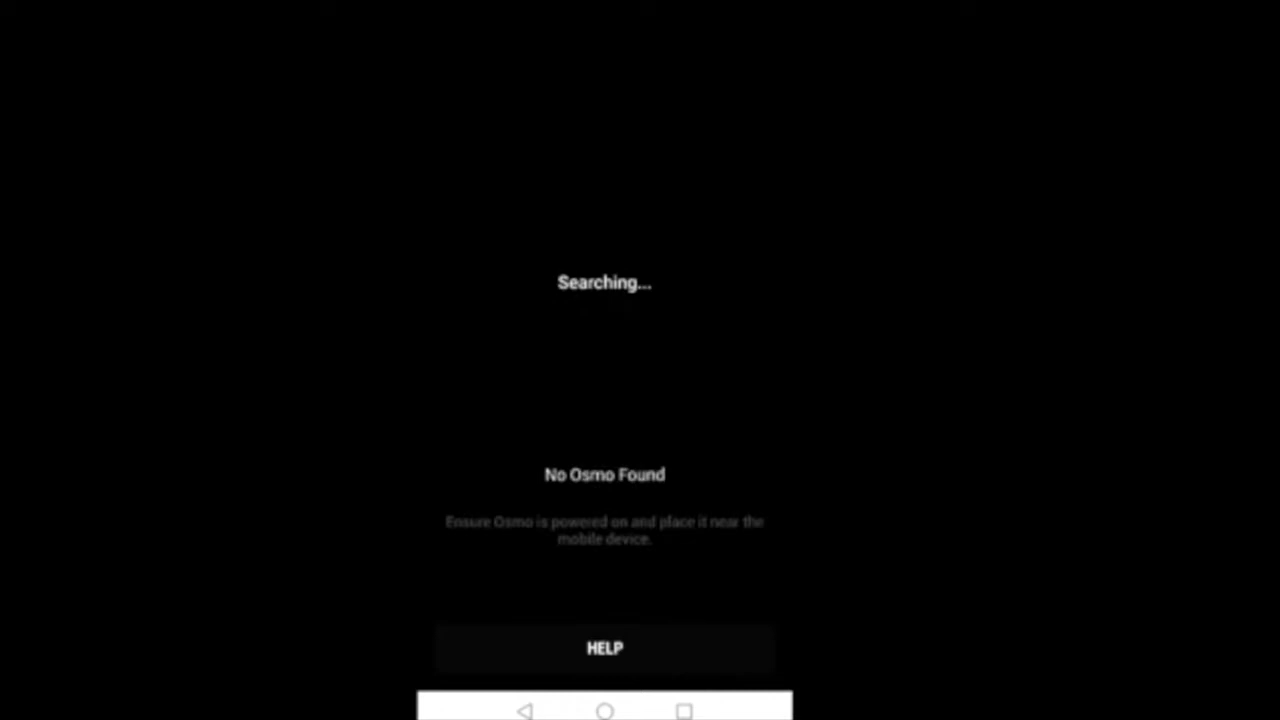 Searching...
No Osmo Found
Ensure Osmo is powered on and place it near the
mobile device.
HELP